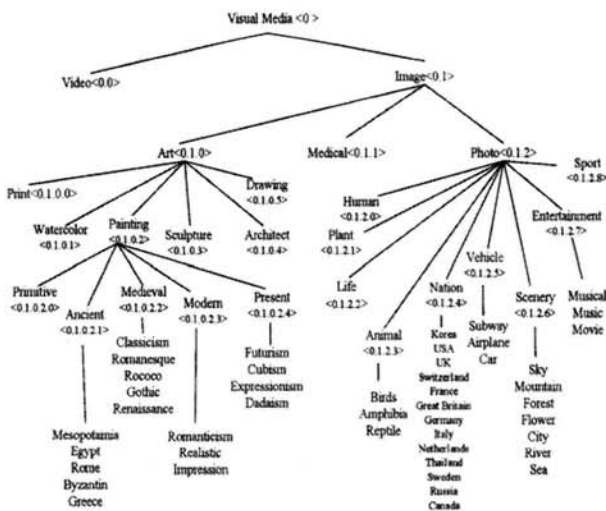 Visual Media <0 >
Video<0.0>
Image<0.1>
Art<0.1.0>
Medical<0.1.1>
Photo<0.1.2>
Print<0.1.0.0>
Watercolor
<0.1.0.1>
Painting
<0.1.0.2>
Sculpture
<0.1.0.3>
Architect
<0.1.0.4>
Drawing
<0.1.0.5>
Primitive
<0.1.0.2.0>
Ancient
<0.1.0.2.1>
Medieval
<0.1.0.2.2>
Modern
<0.1.0.2.3>
Present
<0.1.0.2.4>
Mesopotamia
Egypt
Rome
Byzantin
Greece
Classicism
Romanesque
Rococo
Gothic
Renaissance
Romanticism
Realistic
Impression
Futurism
Cubism
Expressionism
Dadaism
Human
<0.1.2.0>
Plant
<0.1.2.1>
Life
<0.1.2.2>
Animal
<0.1.2.3>
Birds
Amphibia
Reptile
Nation
<0.1.2.4>
Korea
USA
UK
Switzerland
France
Great Britain
Germany
Italy
Netherlands
Thailand
Sweden
Russia
Canada
Vehicle
<0.1.2.5>
Subway
Airplane
Car
Scenery
<0.1.2.6>
Sky
Mountain
Forest
Flower
City
River
Sea
Entertainment
<0.1.2.7>
Musical
Music
Movie
Sport
<0.1.2.8>